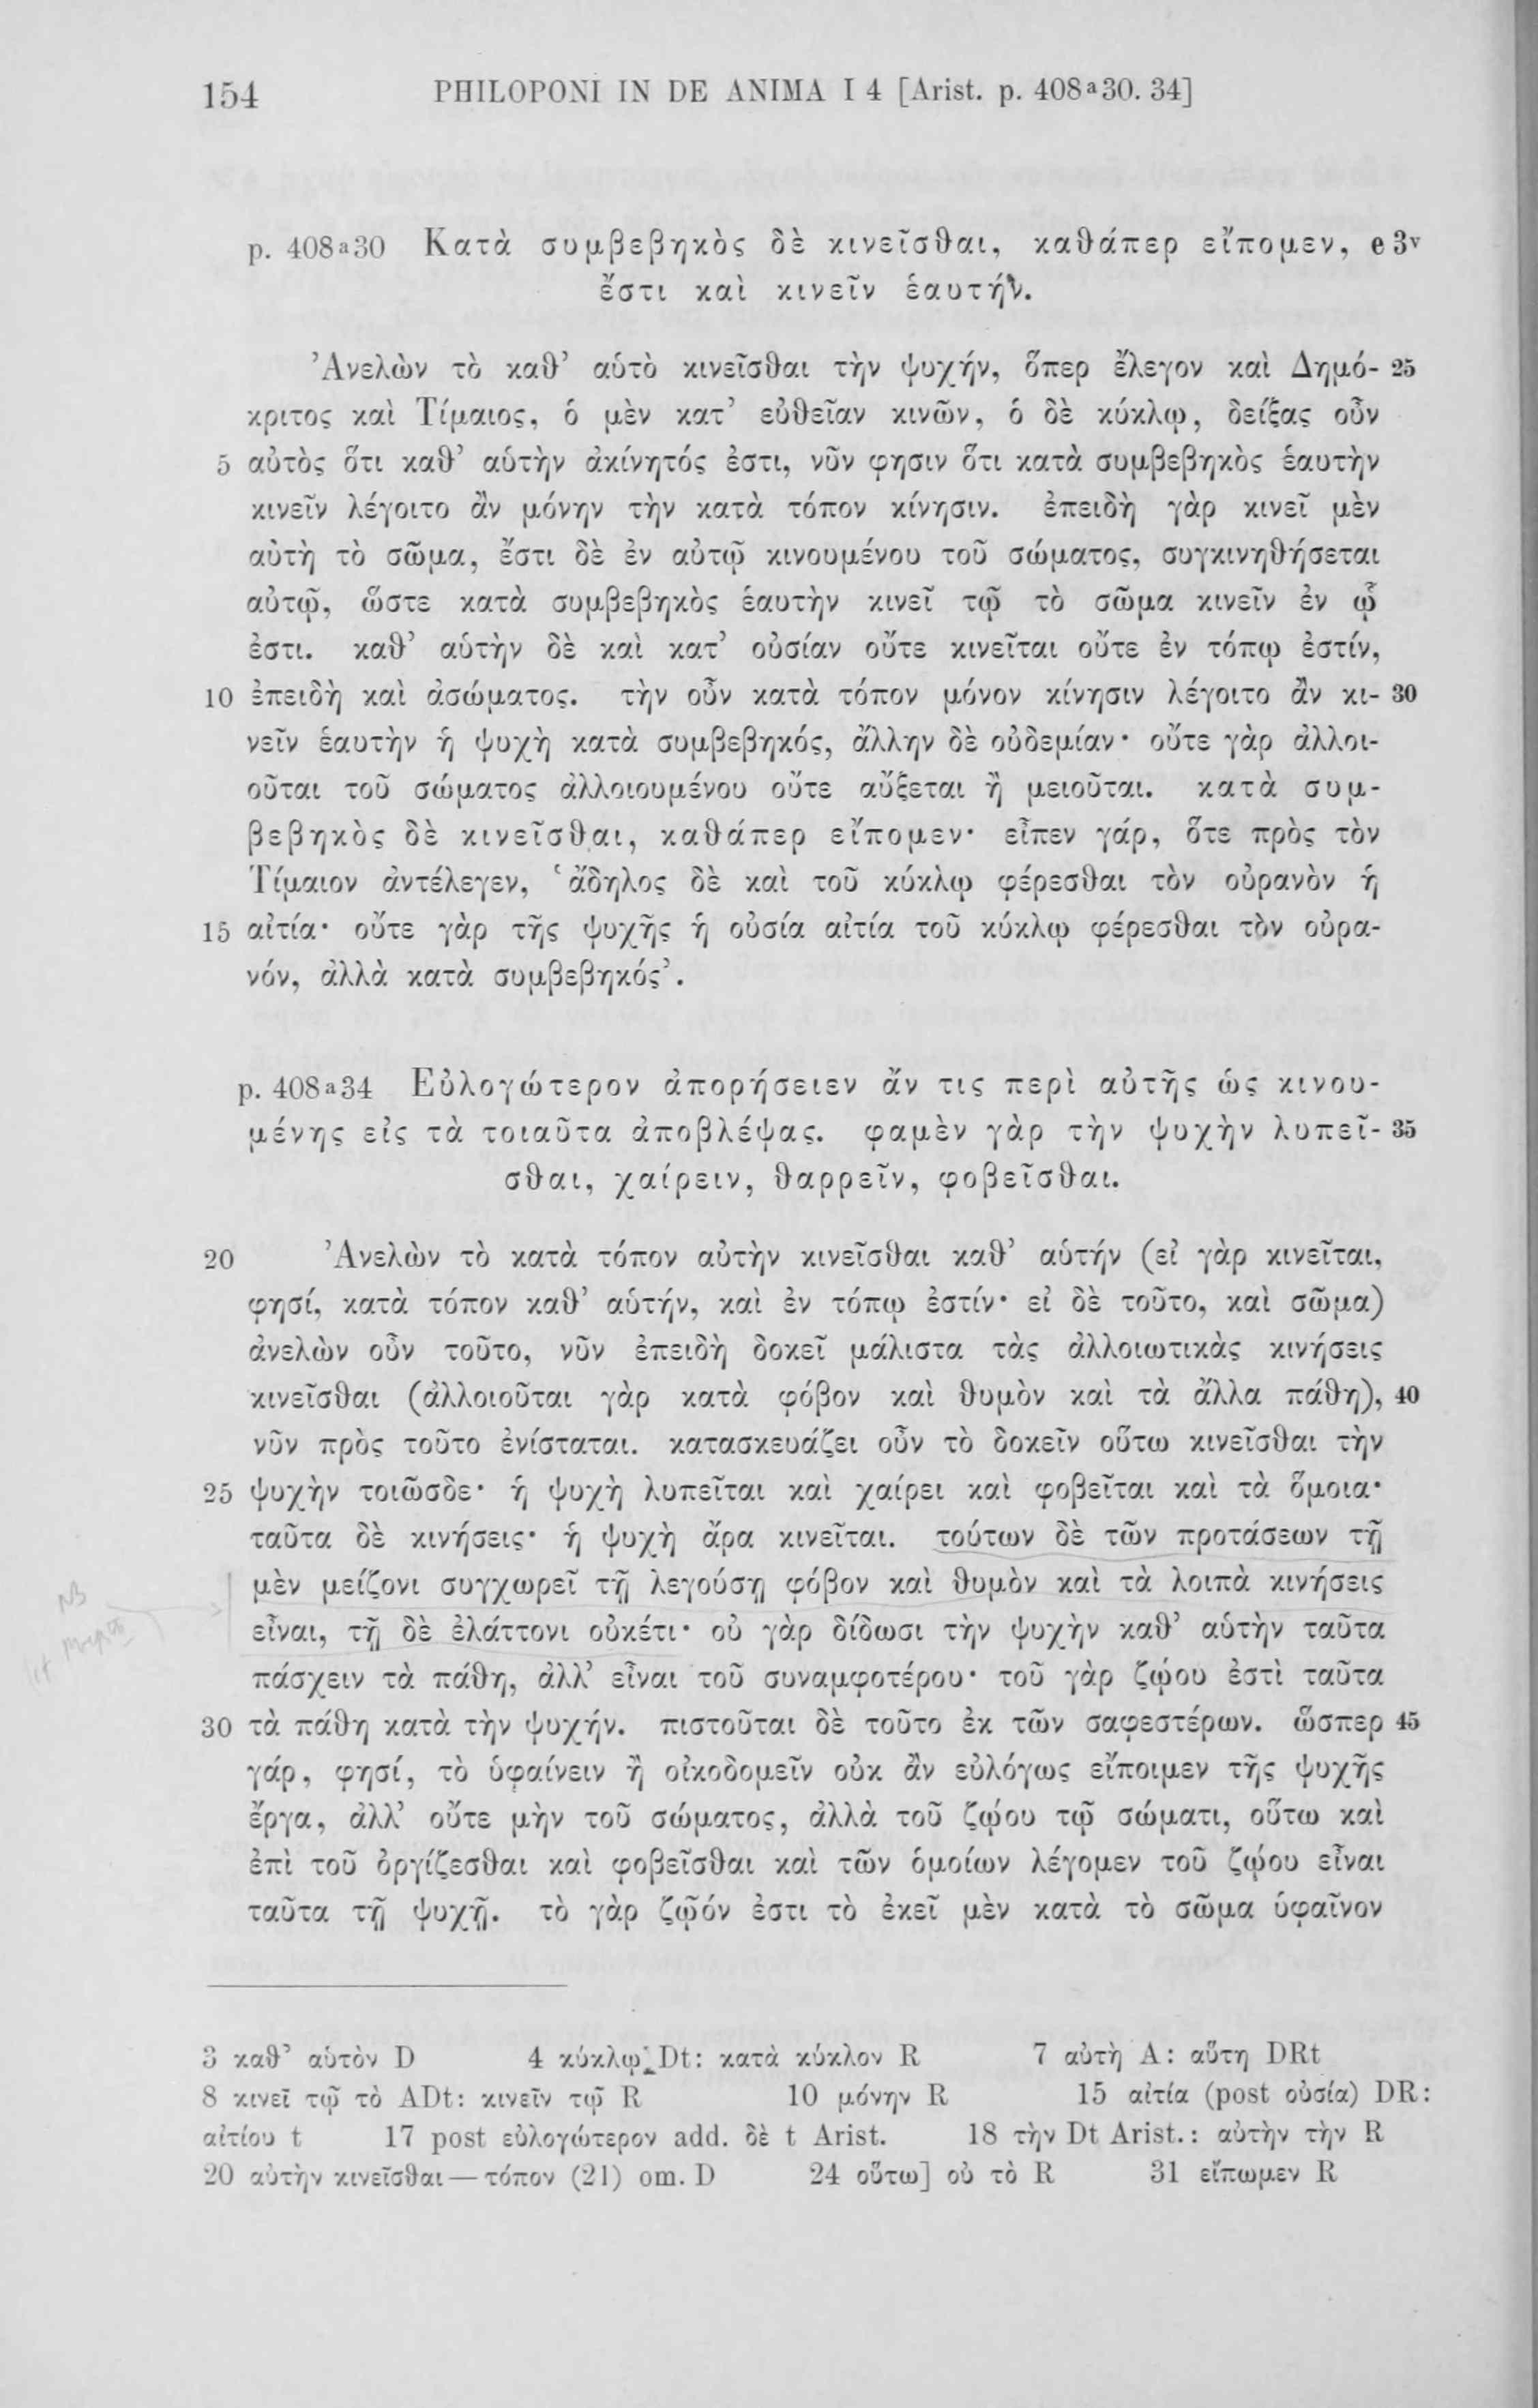 154 PHILOPONI IN DE ANIMA I 4 [Arist. p. 408a30. 34]
p. 408a30 Κατὰ συμβεβηκὸς δὲ κινεῖσθαι, καθάπερ εἴπομεν, e 3v
ἔστι καὶ κινεῖν ἑαυτήν.
Ἀνελὼν τὸ καθ’ αὑτὸ κινεῖσθαι τὴν ψυχήν, ὅπερ ἔλεγον καὶ Δημό- 25
κριτος καὶ Τίμαιος, ὁ μὲν κατ’ εὐθεῖαν κινῶν, ὁ δὲ κύκλῳ, δείξας οὖν
5 αὐτὸς ὅτι καθ’ αὑτὴν ἀκίνητός ἐστι, νῦν φησιν ὅτι κατὰ συμβεβηκὸς ἑαυτὴν
κινεῖν λέγοιτο ἂν μόνην τὴν κατὰ τόπον κίνησιν. ἐπειδὴ γὰρ κινεῖ μὲν
αὐτὴ τὸ σῶμα, ἔστι δὲ ἐν αὐτῷ κινουμένου τοῦ σώματος, συγκινηθήσεται
αὐτῷ, ὥστε κατὰ συμβεβηκὸς ἑαυτὴν κινεῖ τῷ τὸ σῶμα κινεῖν ἐν ᾧ
ἐστι. καθ’ αὑτὴν δὲ καὶ κατ’ οὐσίαν οὔτε κινεῖται οὔτε ἐν τόπῳ ἐστίν,
10 ἐπειδὴ καὶ ἀσώματος. τὴν οὖν κατὰ τόπον μόνον κίνησιν λέγοιτο ἂν κι- 30
νεῖν ἑαυτὴν ἡ ψυχὴ κατὰ συμβεβηκός, ἄλλην δὲ οὐδεμίαν· οὔτε γὰρ ἀλλοι-
οῦται τοῦ σώματος ἀλλοιουμένου οὔτε αὔξεται ἢ μειοῦται. κατὰ συμ-
βεβηκὸς δὲ κινεῖσθαι, καθάπερ εἴπομεν· εἶπεν γάρ, ὅτε πρὸς τὸν
Τίμαιον ἀντέλεγεν, ‘ἄδηλος δὲ καὶ τοῦ κύκλῳ φέρεσθαι τὸν οὐρανὸν ἡ
15 αἰτία· οὔτε γὰρ τῆς ψυχῆς ἡ οὐσία αἰτία τοῦ κύκλῳ φέρεσθαι τὸν οὐρα-
νόν, ἀλλὰ κατὰ συμβεβηκός’.
p. 408a34 Εὐλογώτερον ἀπορήσειεν ἄν τις περὶ αὐτῆς ὡς κινου-
μένης εἰς τὰ τοιαῦτα ἀποβλέψας. φαμὲν γὰρ τὴν ψυχὴν λυπεῖ- 35
σθαι, χαίρειν, θαρρεῖν, φοβεῖσθαι.
20 Ἀνελὼν τὸ κατὰ τόπον αὐτὴν κινεῖσθαι καθ’ αὑτήν (εἰ γὰρ κινεῖται,
φησί, κατὰ τόπον καθ’ αὑτήν, καὶ ἐν τόπῳ ἐστίν· εἰ δὲ τοῦτο, καὶ σῶμα)
ἀνελὼν οὖν τοῦτο, νῦν ἐπειδὴ δοκεῖ μάλιστα τὰς ἀλλοιωτικὰς κινήσεις
κινεῖσθαι (ἀλλοιοῦται γὰρ κατὰ φόβον καὶ θυμὸν καὶ τὰ ἄλλα πάθη), 40
νῦν πρὸς τοῦτο ἐνίσταται. κατασκευάζει οὖν τὸ δοκεῖν οὕτω κινεῖσθαι τὴν
25 ψυχὴν τοιῶσδε· ἡ ψυχὴ λυπεῖται καὶ χαίρει καὶ φοβεῖται καὶ τὰ ὅμοια·
ταῦτα δὲ κινήσεις· ἡ ψυχὴ ἄρα κινεῖται. τούτων δὲ τῶν προτάσεων τῇ
μὲν μείζονι συγχωρεῖ τῇ λεγούσῃ φόβον καὶ θυμὸν καὶ τὰ λοιπὰ κινήσεις
NB
εἶναι, τῇ δὲ ἐλάττονι οὐκέτι· οὐ γὰρ δίδωσι τὴν ψυχὴν καθ’ αὑτὴν ταῦτα
πάσχειν τὰ πάθη, ἀλλ’ εἶναι τοῦ συναμφοτέρου· τοῦ γὰρ ζῴου ἐστὶ ταῦτα
30 τὰ πάθη κατὰ τὴν ψυχήν. πιστοῦται δὲ τοῦτο ἐκ τῶν σαφεστέρων. ὥσπερ 45
γάρ, φησί, τὸ ὑφαίνειν ἢ οἰκοδομεῖν οὐκ ἂν εὐλόγως εἴποιμεν τῆς ψυχῆς
ἔργα, ἀλλ’ οὔτε μὴν τοῦ σώματος, ἀλλὰ τοῦ ζῴου τῷ σώματι, οὕτω καὶ
ἐπὶ τοῦ ὀργίζεσθαι καὶ φοβεῖσθαι καὶ τῶν ὁμοίων λέγομεν τοῦ ζῴου εἶναι
ταῦτα τῇ ψυχῇ. τὸ γὰρ ζῷόν ἐστι τὸ ἐκεῖ μὲν κατὰ τὸ σῶμα ὑφαῖνον
3 καθ’ αὑτὸν D 4 κύκλῳ Dt: κατὰ κύκλον R 7 αὐτὴ A: αὕτη DRt
8 κινεῖ τῷ τὸ ADt: κινεῖν τῷ R 10 μόνην R 15 αἰτία (post οὐσία) DR:
αἰτίου t 17 post εὐλογώτερον add. δὲ t Arist. 18 τὴν Dt Arist.: αὐτὴν τὴν R
20 αὐτὴν κινεῖσθαι — τόπον (21) om. D 24 οὕτω] οὐ τὸ R 31 εἴπωμεν R